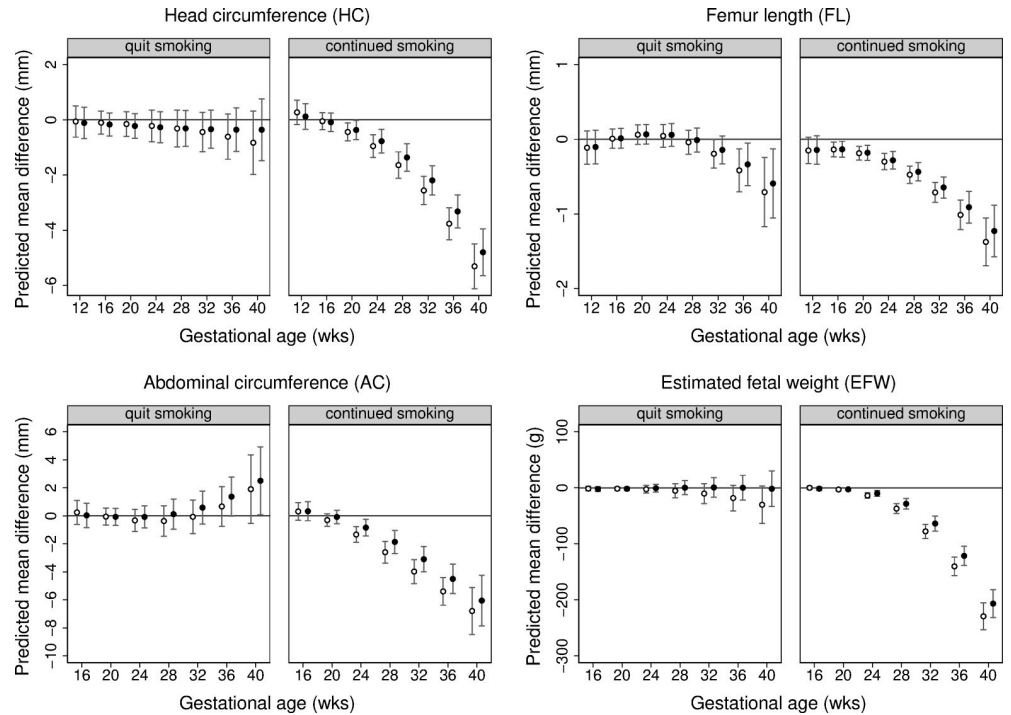 Head circumference (HC)
quit smoking
continued smoking
Predicted mean difference (mm)
2
0
−2
−4
−6
12 16 20 24 28 32 36 40
12 16 20 24 28 32 36 40
Gestational age (wks)
Femur length (FL)
quit smoking
continued smoking
Predicted mean difference (mm)
1
0
−1
−2
12 16 20 24 28 32 36 40
12 16 20 24 28 32 36 40
Gestational age (wks)
Abdominal circumference (AC)
quit smoking
continued smoking
Predicted mean difference (mm)
6
4
2
0
−2
−4
−6
−8
−10
16 20 24 28 32 36 40
16 20 24 28 32 36 40
Gestational age (wks)
Estimated fetal weight (EFW)
quit smoking
continued smoking
Predicted mean difference (g)
100
0
−100
−200
−300
16 20 24 28 32 36 40
16 20 24 28 32 36 40
Gestational age (wks)